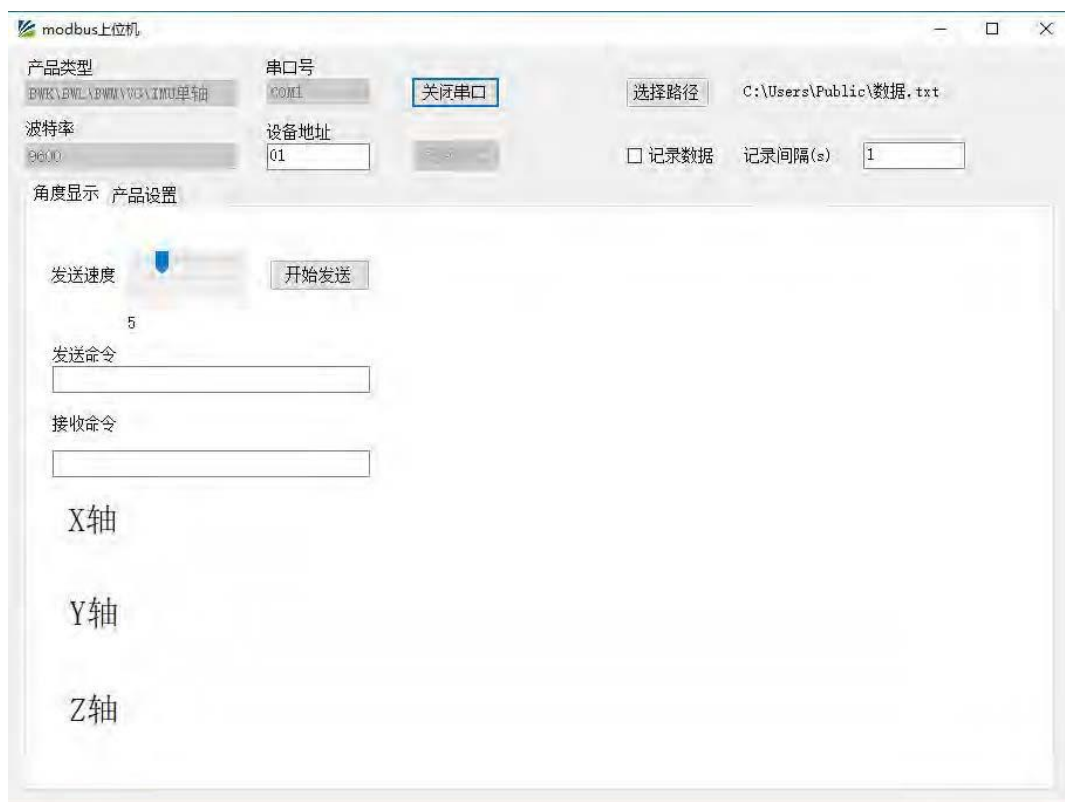 modbus上位机
产品类型
串口号
BWK\BWL\BWM\VG\IMU单轴
COM1
关闭串口
选择路径
C:\Users\Public\数据.txt
波特率
设备地址
9600
01
记录数据
记录间隔(s)
1
角度显示
产品设置
发送速度
开始发送
5
发送命令
接收命令
X轴
Y轴
Z轴